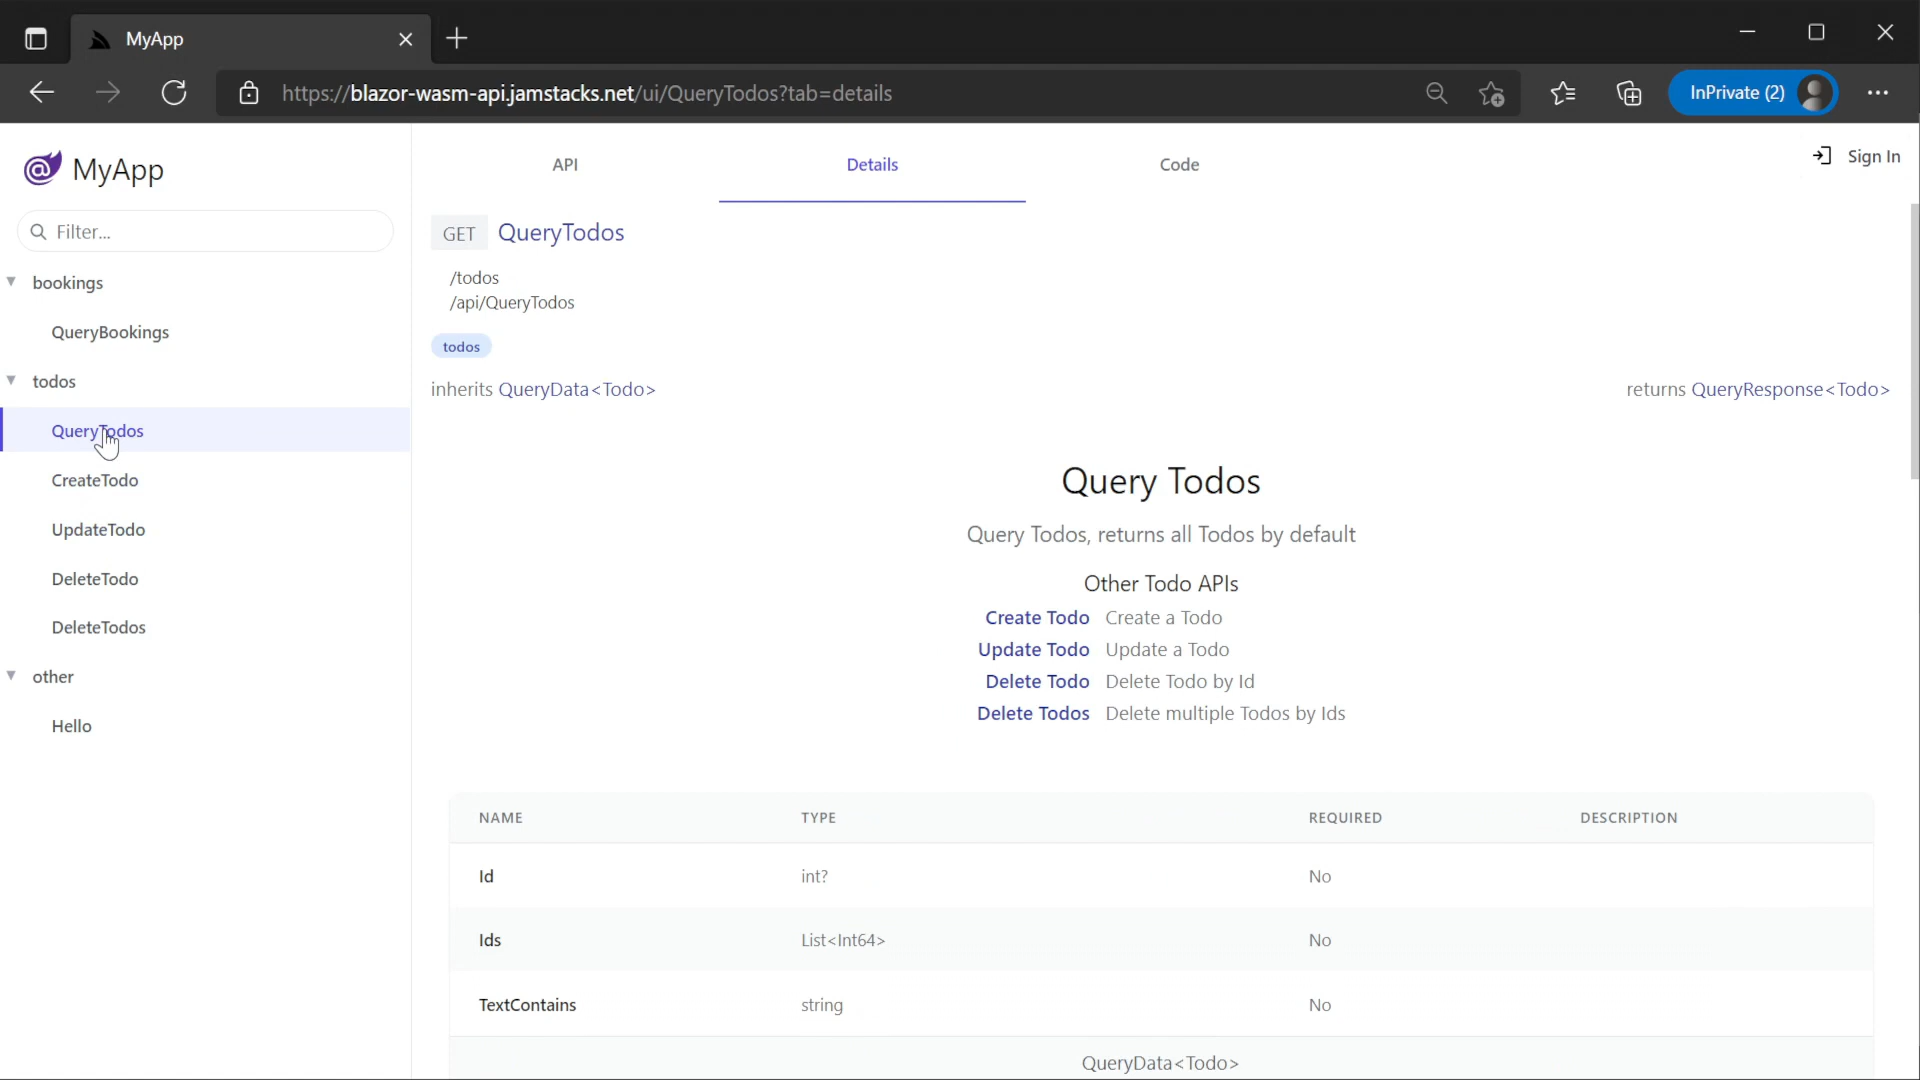 MyApp
https://blazor-wasm-api.jamstacks.net/ui/QueryTodos?tab=details
InPrivate (2)
MyApp
Filter...
bookings
QueryBookings
todos
QueryTodos
CreateTodo
UpdateTodo
DeleteTodo
DeleteTodos
other
Hello
API
Details
Code
Sign In
GET QueryTodos
/todos
/api/QueryTodos
todos
inherits QueryData<Todo>
returns QueryResponse<Todo>
Query Todos
Query Todos, returns all Todos by default
Other Todo APIs
Create Todo Create a Todo
Update Todo Update a Todo
Delete Todo Delete Todo by Id
Delete Todos Delete multiple Todos by Ids
NAME TYPE REQUIRED DESCRIPTION
Id int? No
Ids List<Int64> No
TextContains string No
QueryData<Todo>